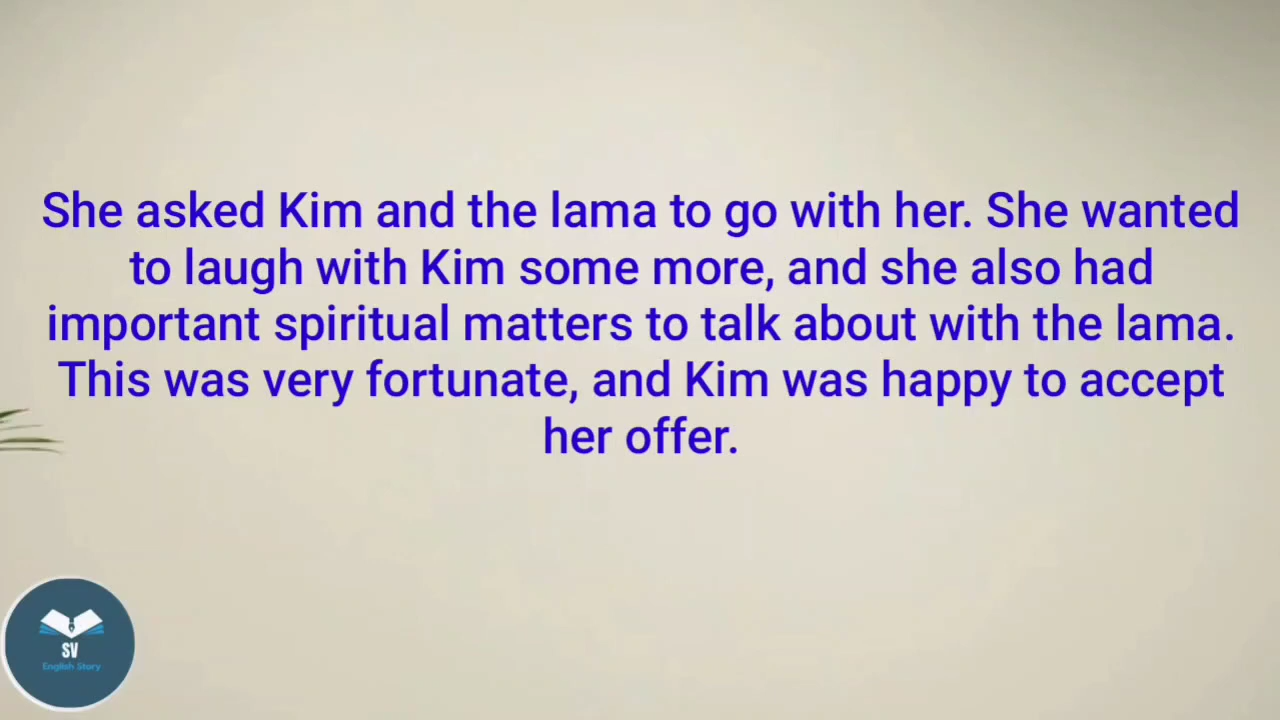 She asked Kim and the lama to go with her. She wanted
to laugh with Kim some more, and she also had
important spiritual matters to talk about with the lama.
This was very fortunate, and Kim was happy to accept
her offer.
SV
English Story